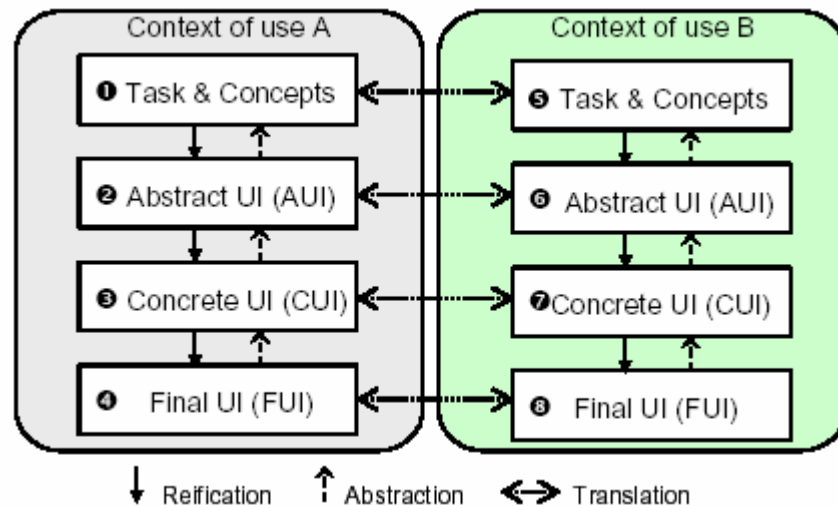 Context of use A
❶ Task & Concepts
❷ Abstract UI (AUI)
❸ Concrete UI (CUI)
❹ Final UI (FUI)
Context of use B
❺ Task & Concepts
❻ Abstract UI (AUI)
❼Concrete UI (CUI)
❽ Final UI (FUI)
Reification Abstraction Translation